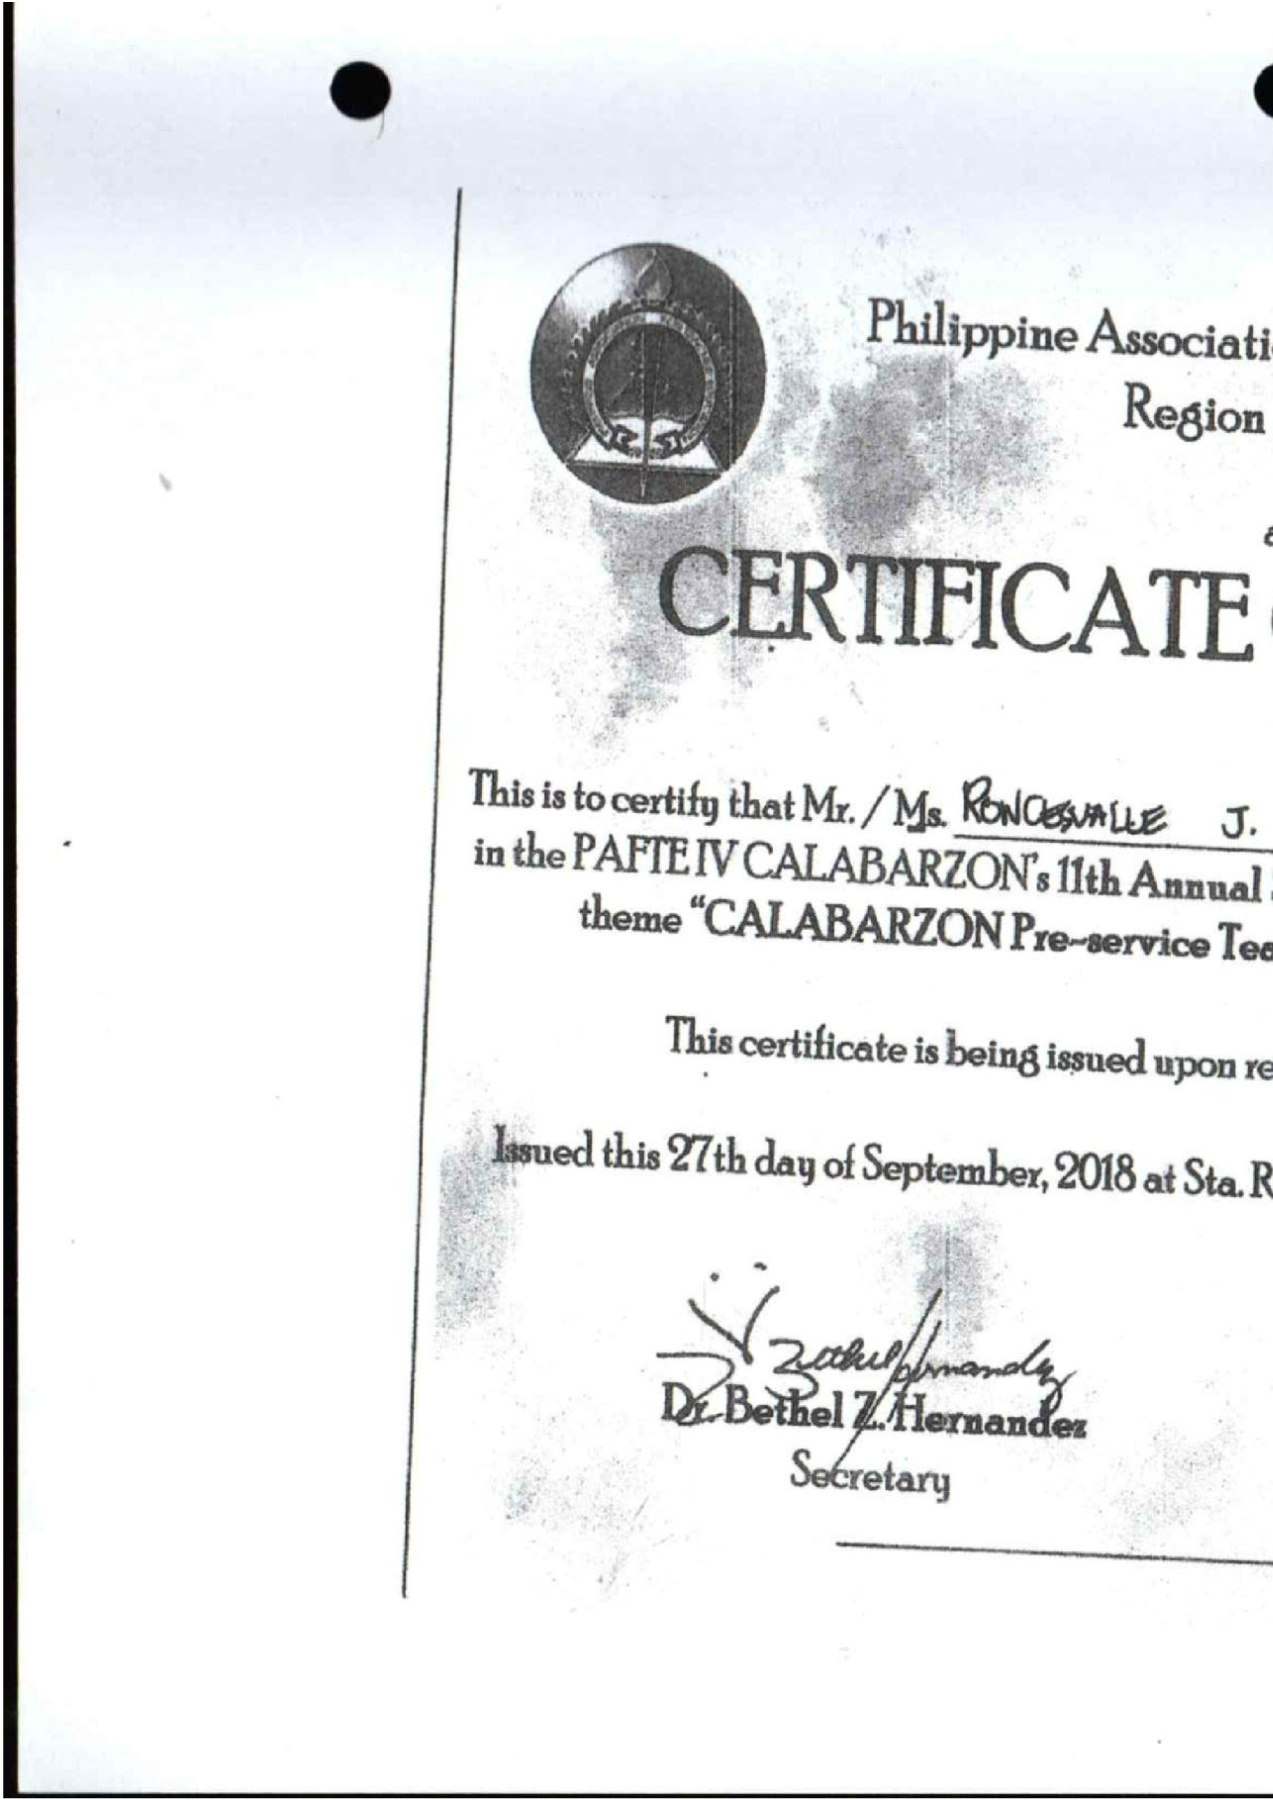 Philippine Associati
Region
CERTIFICATE
This is to certify that Mr. / Ms. RONCESVALLE J.
in the PAFTE IV CALABARZON's 11th Annual
theme "CALABARZON Pre-service Tea
This certificate is being issued upon re
Issued this 27th day of September, 2018 at Sta. R
Dr. Bethel Z. Hernandez
Secretary